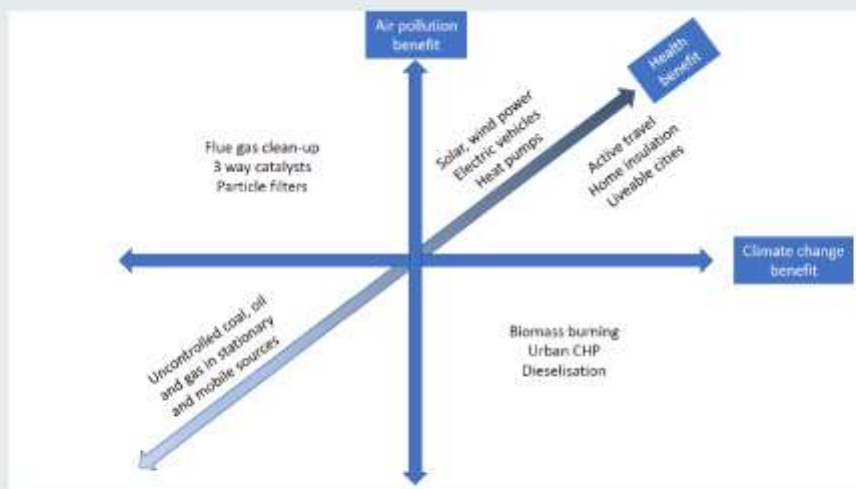 Air pollution
benefit
Health
benefit
Solar, wind power
Electric vehicles
Heat pumps
Active travel
Home insulation
Liveable cities
Flue gas clean-up
3 way catalysts
Particle filters
Climate change
benefit
Uncontrolled coal, oil
and gas in stationary
and mobile sources
Biomass burning
Urban CHP
Dieselisation